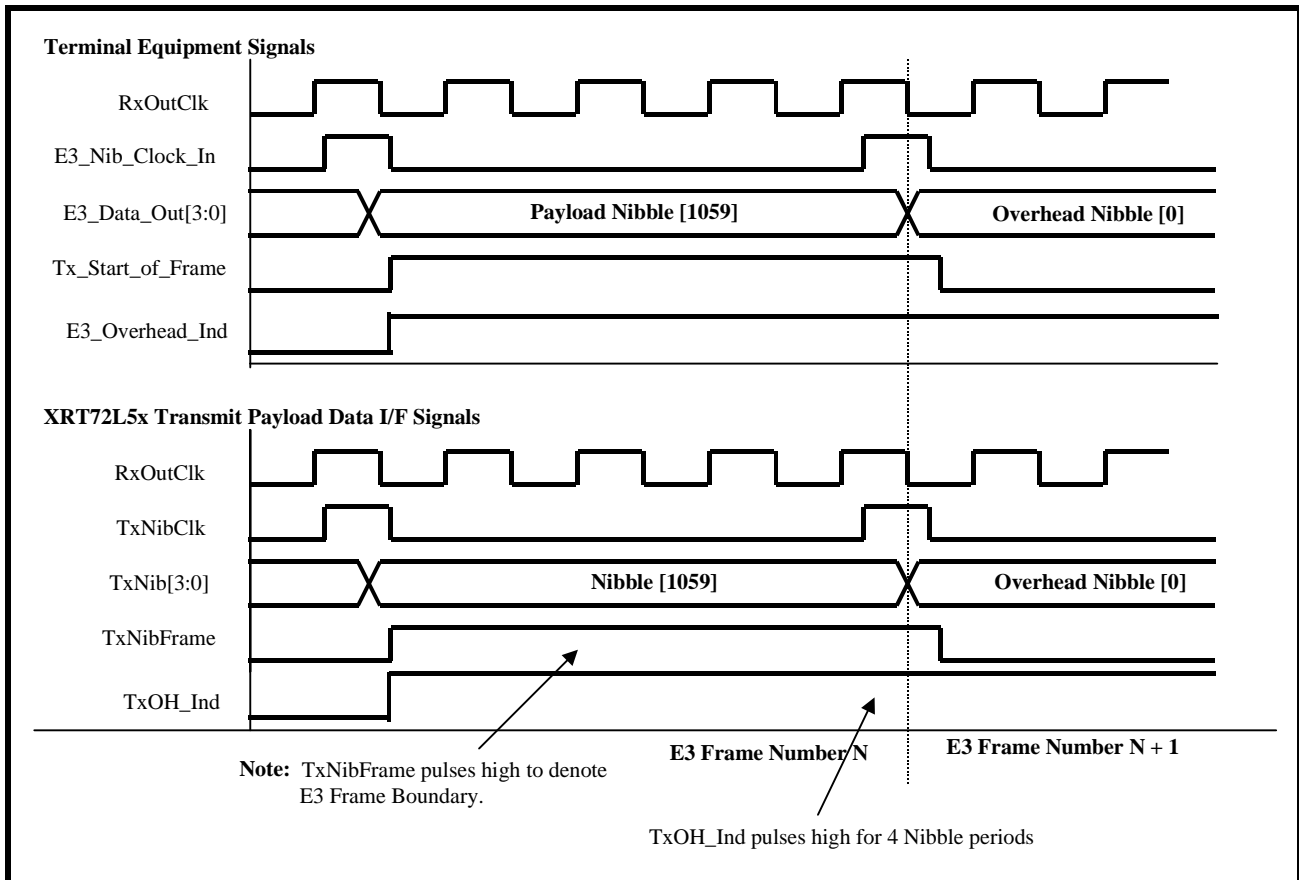 Terminal Equipment Signals
RxOutClk
E3_Nib_Clock_In
E3_Data_Out[3:0]
Payload Nibble [1059]
Overhead Nibble [0]
Tx_Start_of_Frame
E3_Overhead_Ind
XRT72L5x Transmit Payload Data I/F Signals
RxOutClk
TxNibClk
TxNib[3:0]
Nibble [1059]
Overhead Nibble [0]
TxNibFrame
TxOH_Ind
E3 Frame Number N
E3 Frame Number N + 1
Note: TxNibFrame pulses high to denote
E3 Frame Boundary.
TxOH_Ind pulses high for 4 Nibble periods